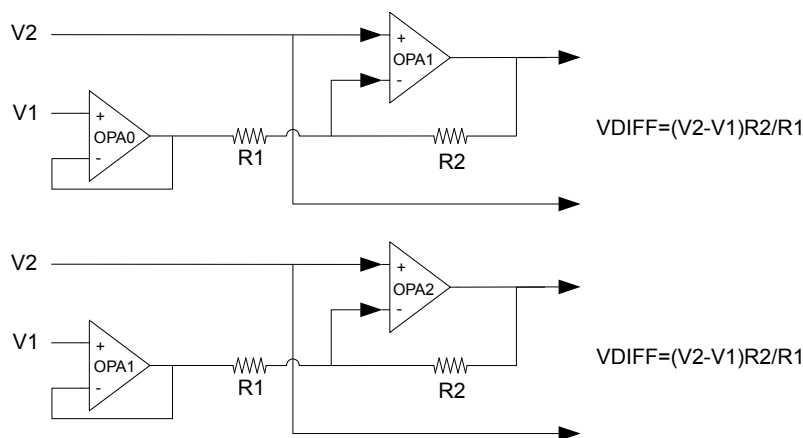 V2
+
OPA1
-
V1
+
OPA0
-
R1
R2
VDIFF=(V2-V1)R2/R1
V2
+
OPA2
-
V1
+
OPA1
-
R1
R2
VDIFF=(V2-V1)R2/R1